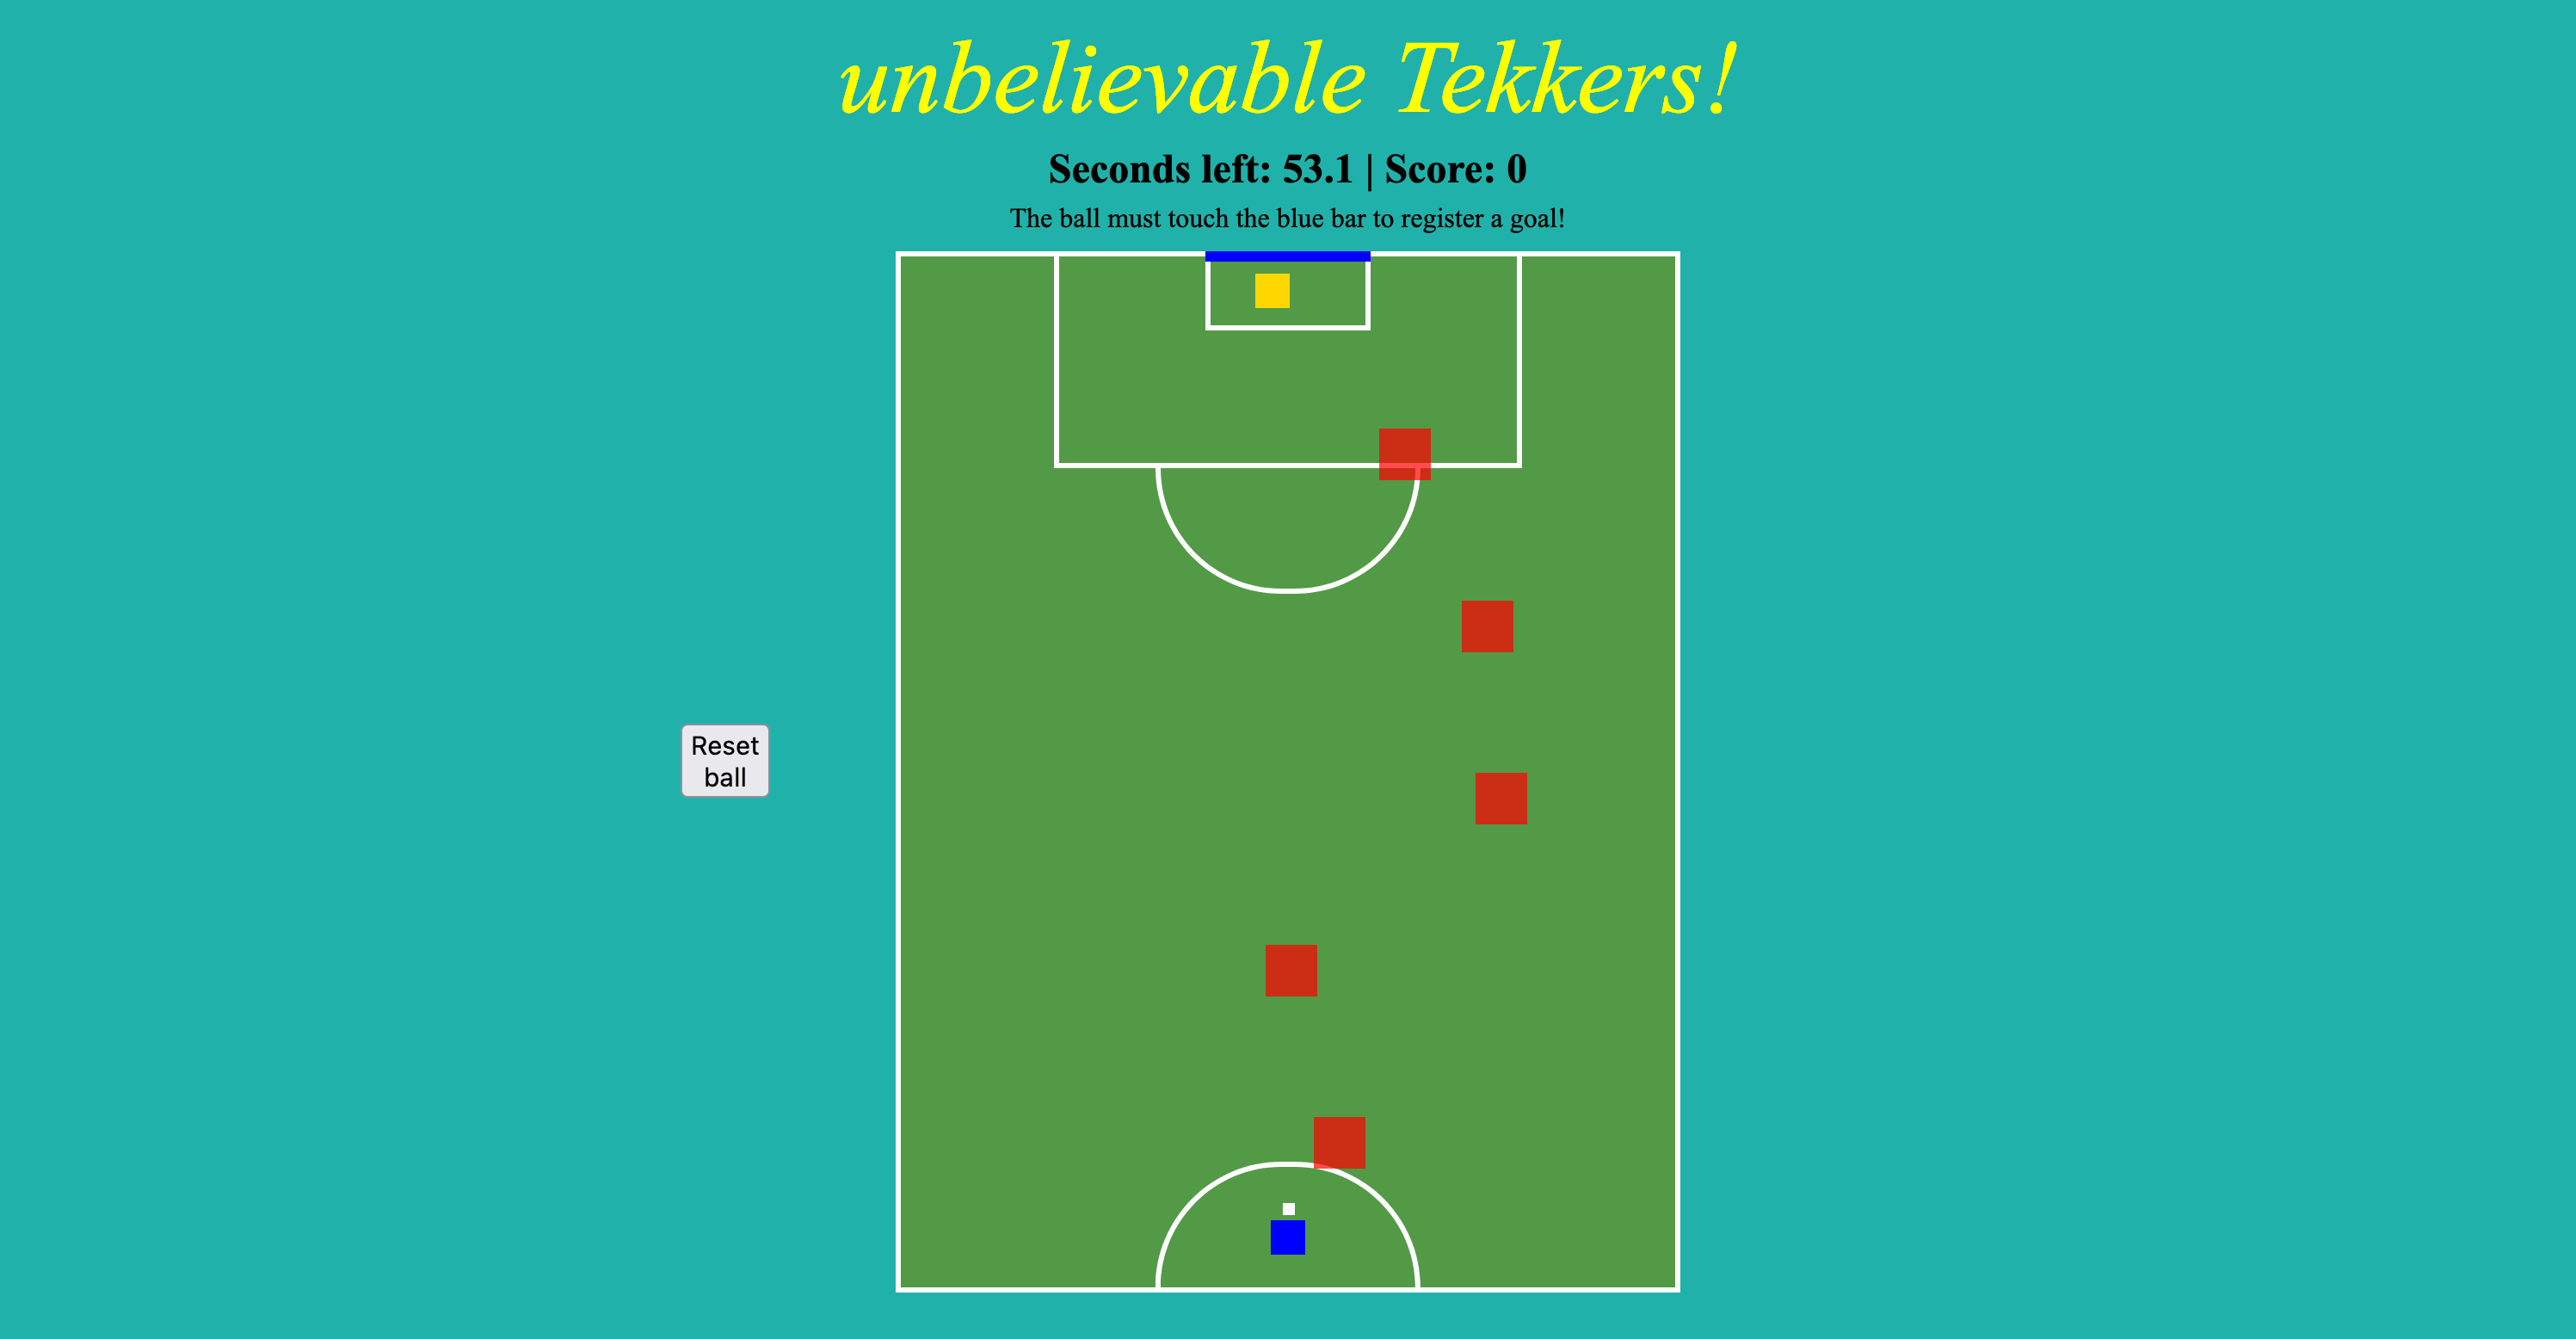 unbelievable Tekkers!
Seconds left: 53.1 | Score: 0
The ball must touch the blue bar to register a goal!
Reset
ball